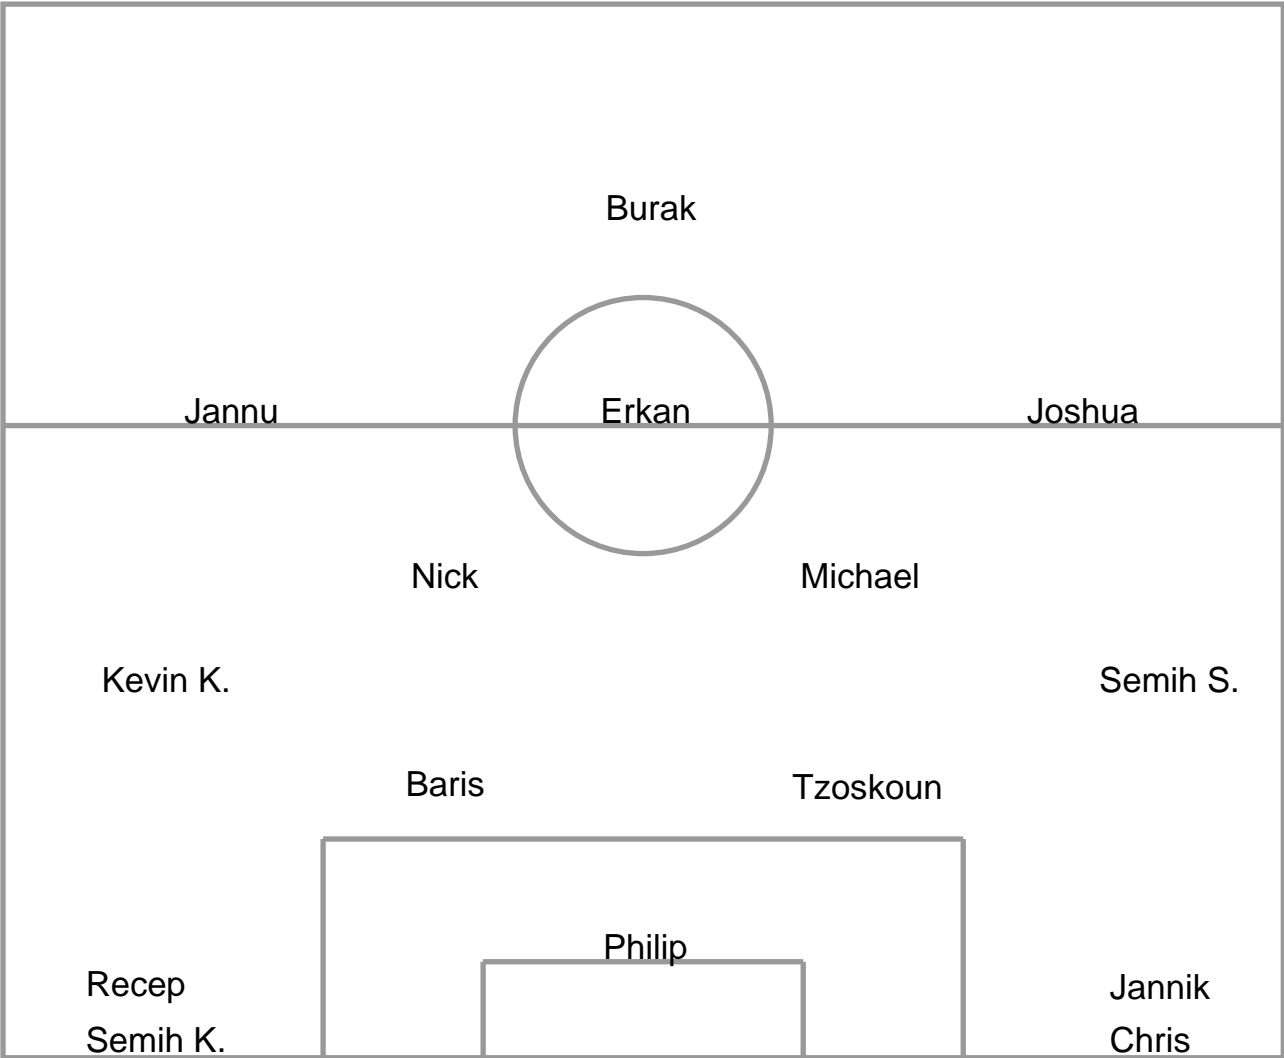 Burak
Jannu Erkan Joshua
Nick Michael
Kevin K. Semih S.
Baris Tzoskoun
Philip
Recep Jannik
Semih K. Chris